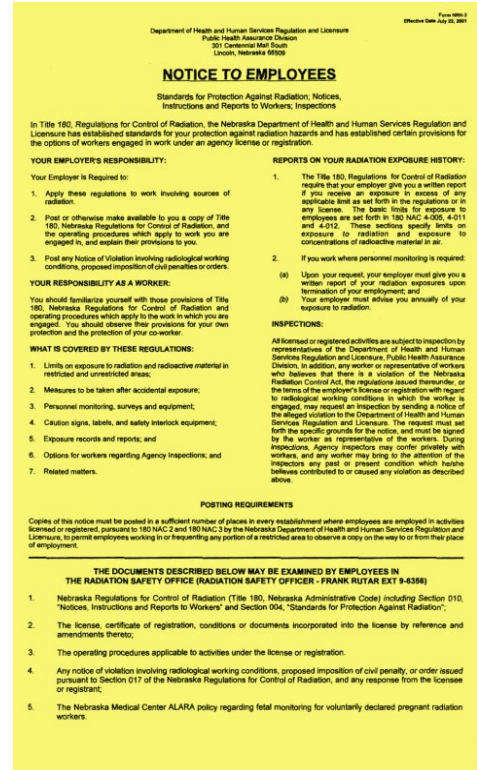 Form NRH-3
Effective Date July 22, 2001
Department of Health and Human Services Regulation and Licensure
Public Health Assurance Division
301 Centennial Mall South
Lincoln, Nebraska 68509
NOTICE TO EMPLOYEES
Standards for Protection Against Radiation; Notices,
Instructions and Reports to Workers; Inspections
In Title 180, Regulations for Control of Radiation, the Nebraska Department of Health and Human Services Regulation and
Licensure has established standards for your protection against radiation hazards and has established certain provisions for
the options of workers engaged in work under an agency license or registration.
YOUR EMPLOYER'S RESPONSIBILITY:
Your Employer is Required to:
1. Apply these regulations to work involving sources of
radiation.
2. Post or otherwise make available to you a copy of Title
180, Nebraska Regulations for Control of Radiation, and
the operating procedures which apply to work you are
engaged in, and explain their provisions to you.
3. Post any Notice of Violation involving radiological working
conditions, proposed imposition of civil penalties or orders.
YOUR RESPONSIBILITY AS A WORKER:
You should familiarize yourself with those provisions of Title
180, Nebraska Regulations for Control of Radiation and
operating procedures which apply to the work in which you are
engaged. You should observe their provisions for your own
protection and the protection of your co-worker.
WHAT IS COVERED BY THESE REGULATIONS:
1. Limits on exposure to radiation and radioactive material in
restricted and unrestricted areas;
2. Measures to be taken after accidental exposure;
3. Personnel monitoring, surveys and equipment;
4. Caution signs, labels, and safety interlock equipment;
5. Exposure records and reports; and
6. Options for workers regarding Agency Inspections; and
7. Related matters.
REPORTS ON YOUR RADIATION EXPOSURE HISTORY:
1. The Title 180, Regulations for Control of Radiation
require that your employer give you a written report
if you receive an exposure in excess of any
applicable limit as set forth in the regulations or in
any license. The basic limits for exposure to
employees are set forth in 180 NAC 4-005, 4-011
and 4-012. These sections specify limits on
exposure to radiation and exposure to
concentrations of radioactive material in air.
2. If you work where personnel monitoring is required:
(a) Upon your request, your employer must give you a
written report of your radiation exposures upon
termination of your employment; and
(b) Your employer must advise you annually of your
exposure to radiation.
INSPECTIONS:
All licensed or registered activities are subject to inspection by
representatives of the Department of Health and Human
Services Regulation and Licensure, Public Health Assurance
Division. In addition, any worker or representative of workers
who believes that there is a violation of the Nebraska
Radiation Control Act, the regulations issued thereunder, or
the terms of the employer's license or registration with regard
to radiological working conditions in which the worker is
engaged, may request an inspection by sending a notice of
the alleged violation to the Department of Health and Human
Services Regulation and Licensure. The request must set
forth the specific grounds for the notice, and must be signed
by the worker as representative of the workers. During
inspections, Agency inspectors may confer privately with
workers, and any worker may bring to the attention of the
inspectors any past or present condition which he/she
believes contributed to or caused any violation as described
above.
POSTING REQUIREMENTS
Copies of this notice must be posted in a sufficient number of places in every establishment where employees are employed in activities
licensed or registered, pursuant to 180 NAC 2 and 180 NAC 3 by the Nebraska Department of Health and Human Services Regulation and
Licensure, to permit employees working in or frequenting any portion of a restricted area to observe a copy on the way to or from their place
of employment.
THE DOCUMENTS DESCRIBED BELOW MAY BE EXAMINED BY EMPLOYEES IN
THE RADIATION SAFETY OFFICE (RADIATION SAFETY OFFICER - FRANK RUTAR EXT 9-6356)
1. Nebraska Regulations for Control of Radiation (Title 180, Nebraska Administrative Code) including Section 010,
"Notices, Instructions and Reports to Workers" and Section 004, "Standards for Protection Against Radiation";
2. The license, certificate of registration, conditions or documents incorporated into the license by reference and
amendments thereto;
3. The operating procedures applicable to activities under the license or registration.
4. Any notice of violation involving radiological working conditions, proposed imposition of civil penalty, or order issued
pursuant to Section 017 of the Nebraska Regulations for Control of Radiation, and any response from the licensee
or registrant;
5. The Nebraska Medical Center ALARA policy regarding fetal monitoring for voluntarily declared pregnant radiation
workers.